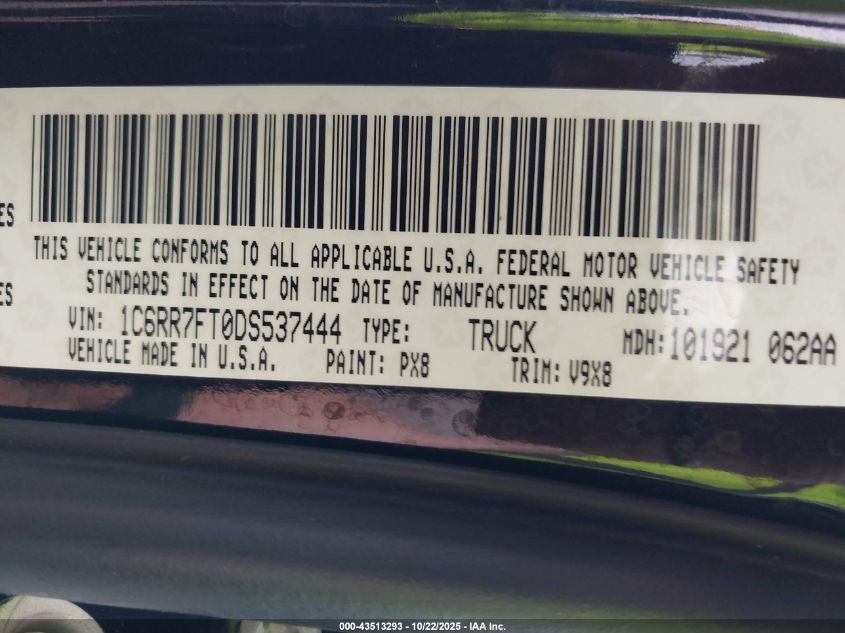 ES
THIS VEHICLE CONFORMS TO ALL APPLICABLE U.S.A. FEDERAL MOTOR VEHICLE SAFETY
ES
STANDARDS IN EFFECT ON THE DATE OF MANUFACTURE SHOWN ABOVE.
VIN: 1C6RR7FT0DS537444 TYPE: TRUCK MDH: 101921 062AA
VEHICLE MADE IN U.S.A. PAINT: PX8 TRIM: V9X8
000-43513293 - 10/22/2025 - IAA Inc.